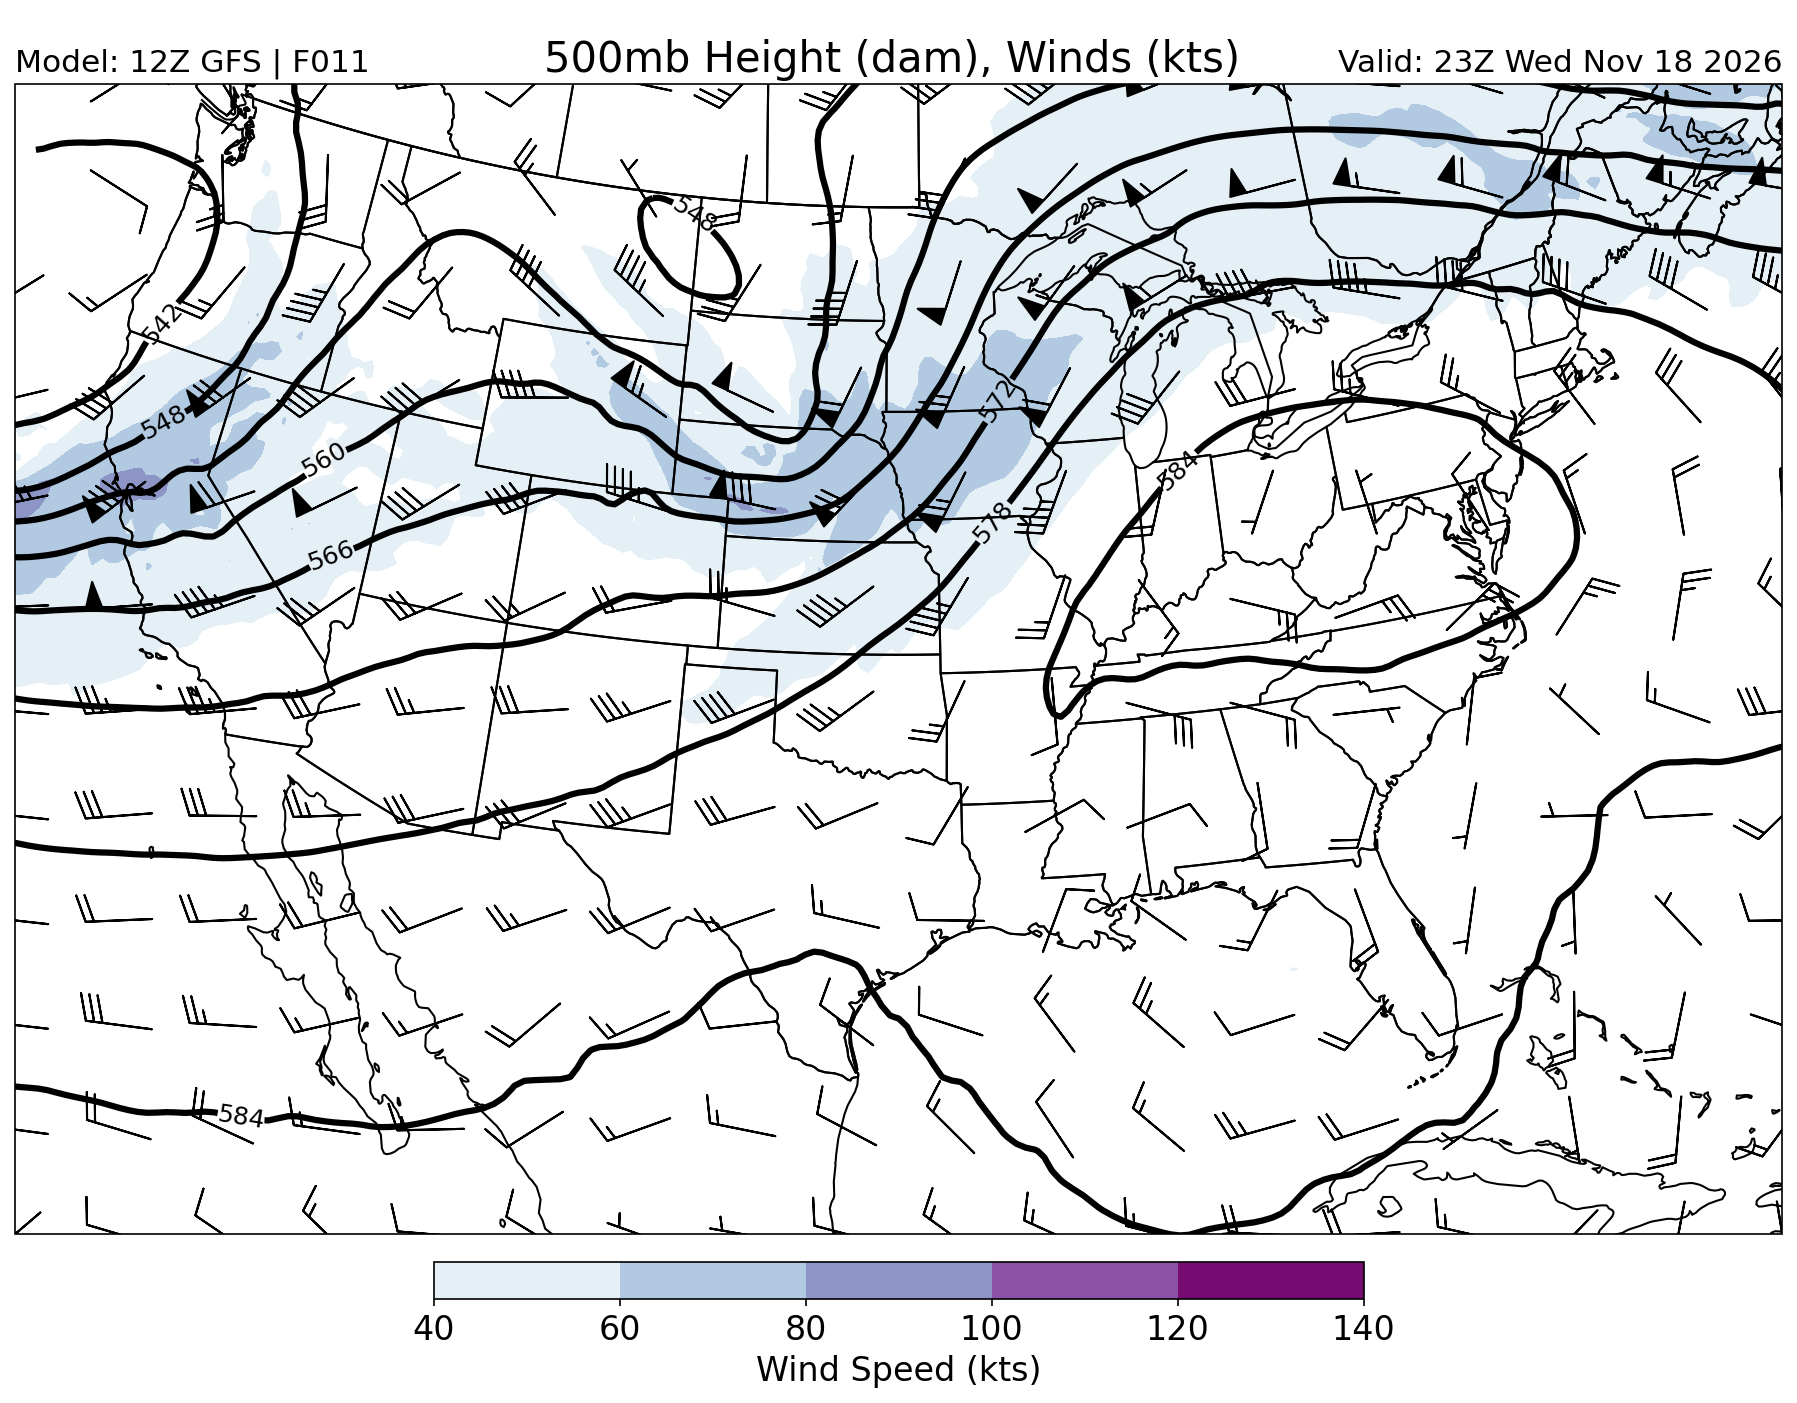 500mb Height (dam), Winds (kts)
Model: 12Z GFS | F011
Valid: 23Z Wed Nov 18 2026
548
542
548
572
560
584
578
566
584
40 60 80 100 120 140
Wind Speed (kts)